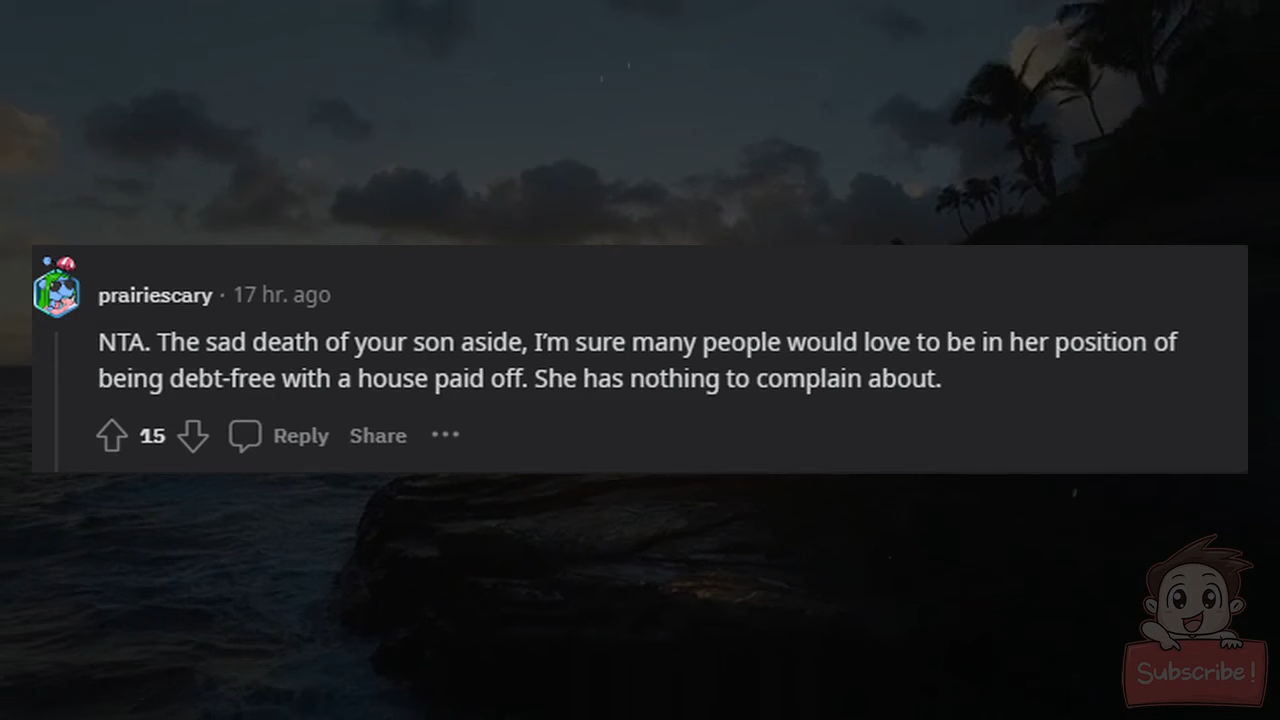 prairiescary · 17 hr. ago
NTA. The sad death of your son aside, I'm sure many people would love to be in her position of
being debt-free with a house paid off. She has nothing to complain about.
15 Reply Share ···
Subscribe!